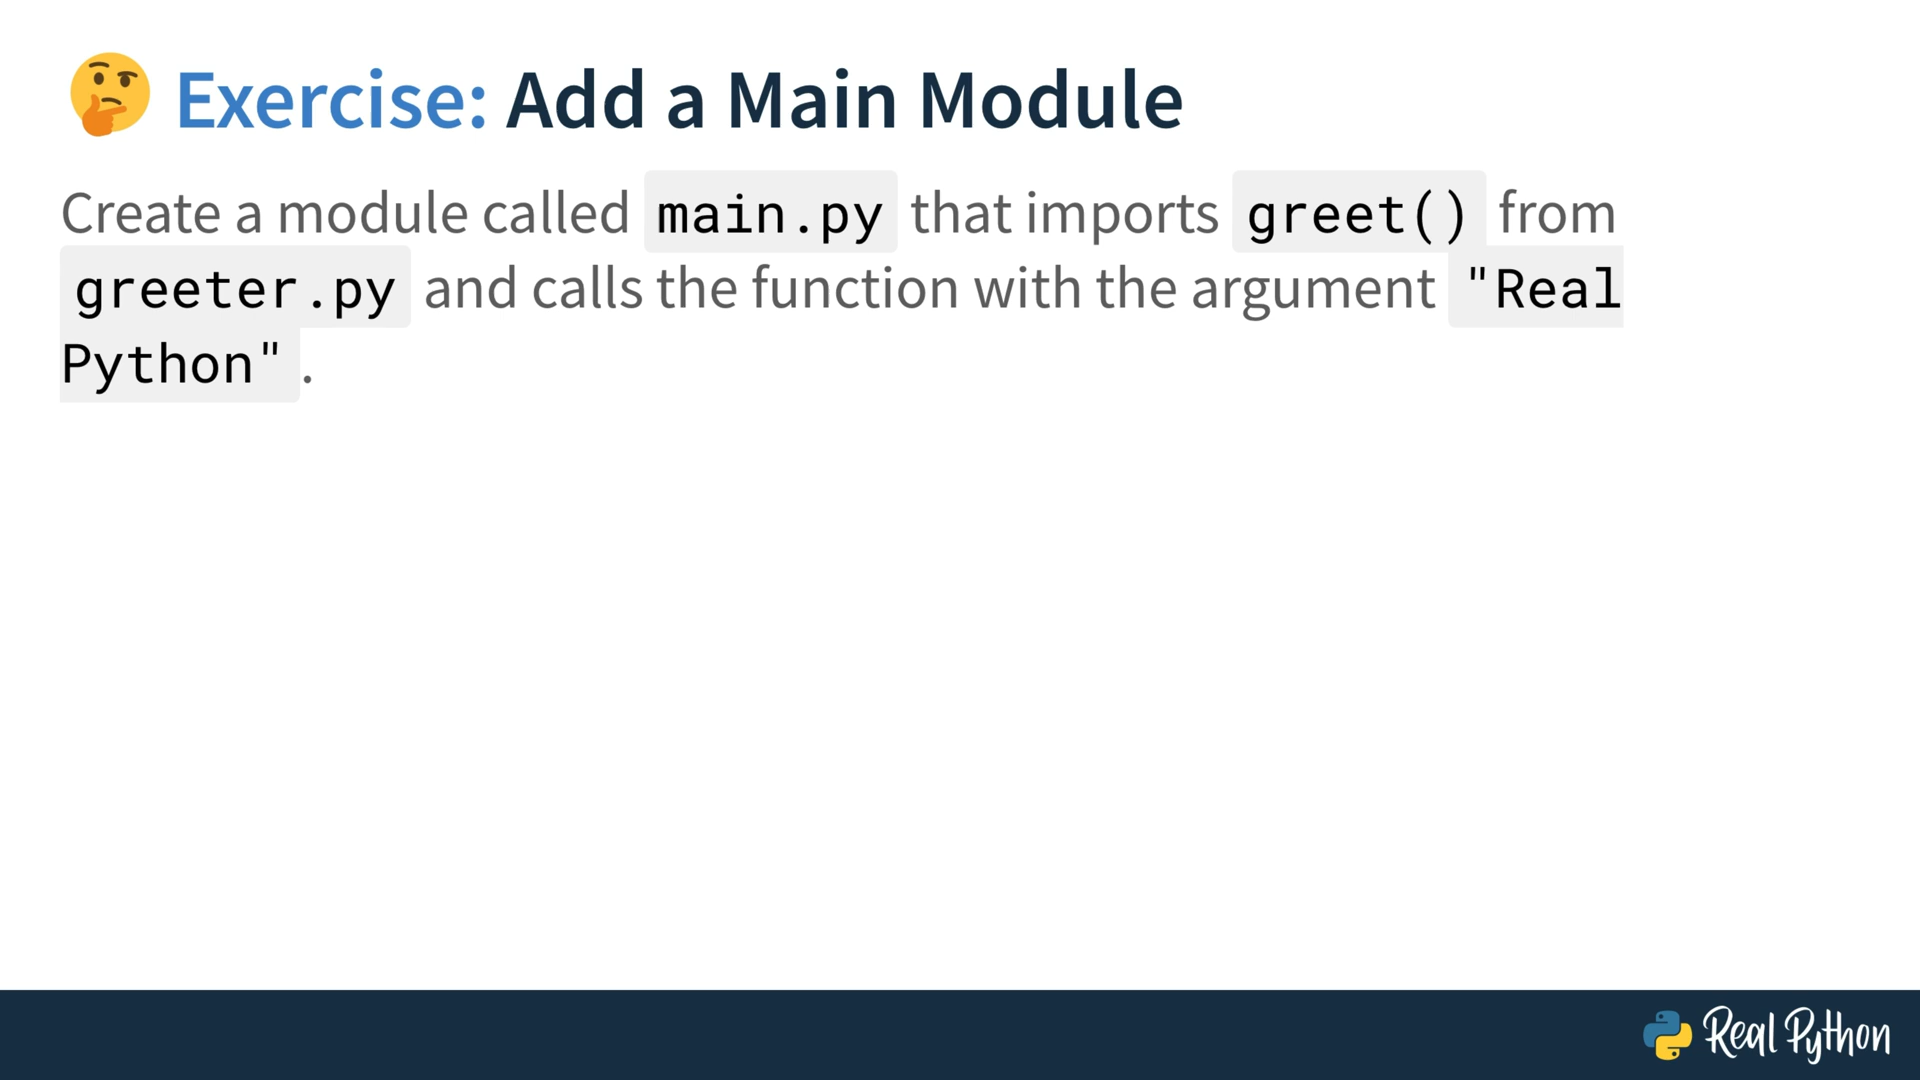 Exercise: Add a Main Module
Create a module called main.py that imports greet() from
greeter.py and calls the function with the argument "Real
Python".
Real Python